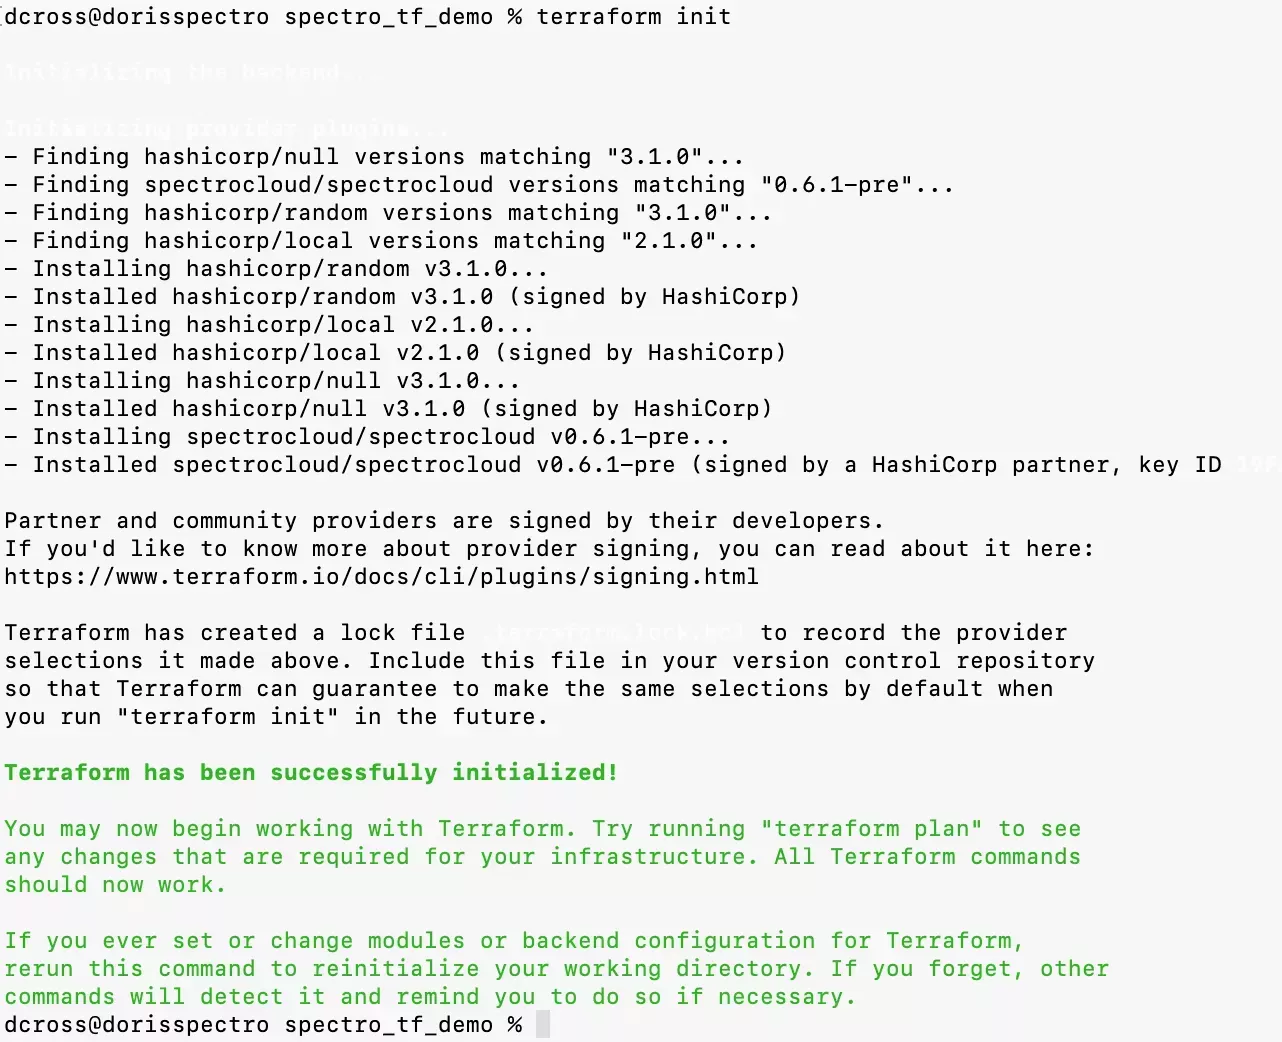 dcross@dorisspectro spectro_tf_demo % terraform init
Initializing the backend...
Initializing provider plugins...
– Finding hashicorp/null versions matching "3.1.0"...
– Finding spectrocloud/spectrocloud versions matching "0.6.1–pre"...
– Finding hashicorp/random versions matching "3.1.0"...
– Finding hashicorp/local versions matching "2.1.0"...
– Installing hashicorp/random v3.1.0...
– Installed hashicorp/random v3.1.0 (signed by HashiCorp)
– Installing hashicorp/local v2.1.0...
– Installed hashicorp/local v2.1.0 (signed by HashiCorp)
– Installing hashicorp/null v3.1.0...
– Installed hashicorp/null v3.1.0 (signed by HashiCorp)
– Installing spectrocloud/spectrocloud v0.6.1–pre...
– Installed spectrocloud/spectrocloud v0.6.1–pre (signed by a HashiCorp partner, key ID
Partner and community providers are signed by their developers.
If you'd like to know more about provider signing, you can read about it here:
https://www.terraform.io/docs/cli/plugins/signing.html
Terraform has created a lock file .terraform.lock.hcl to record the provider
selections it made above. Include this file in your version control repository
so that Terraform can guarantee to make the same selections by default when
you run "terraform init" in the future.
Terraform has been successfully initialized!
You may now begin working with Terraform. Try running "terraform plan" to see
any changes that are required for your infrastructure. All Terraform commands
should now work.
If you ever set or change modules or backend configuration for Terraform,
rerun this command to reinitialize your working directory. If you forget, other
commands will detect it and remind you to do so if necessary.
dcross@dorisspectro spectro_tf_demo %